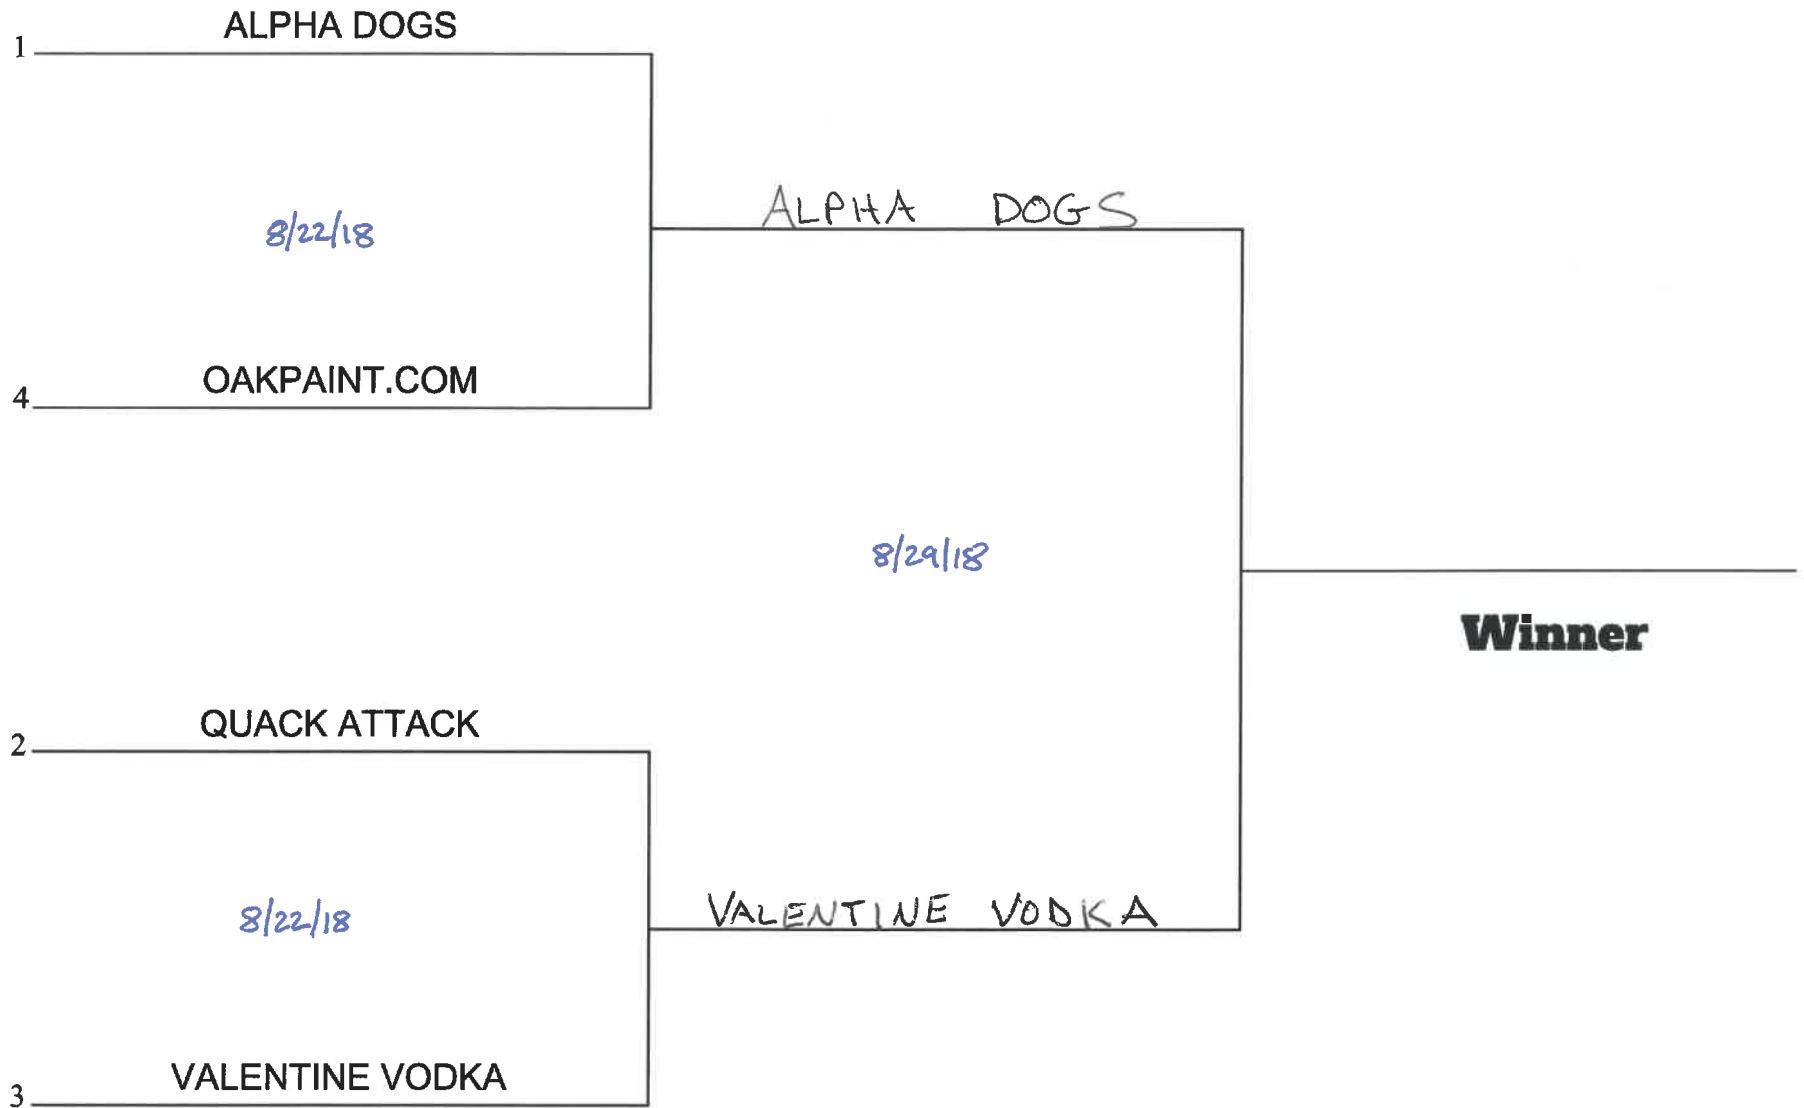 ALPHA DOGS
1
8/22/18
ALPHA DOGS
OAKPAINT.COM
4
8/29/18
Winner
QUACK ATTACK
2
8/22/18
VALENTINE VODKA
VALENTINE VODKA
3